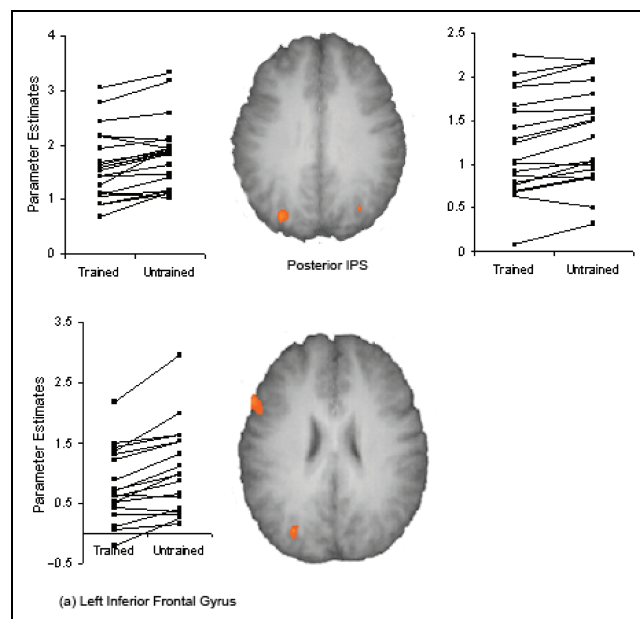 Parameter Estimates
4
3
2
1
0
Trained Untrained
Posterior IPS
2.5
2
1.5
1
0.5
0
Trained Untrained
Parameter Estimates
3.5
2.5
1.5
0.5
−0.5
Trained Untrained
(a) Left Inferior Frontal Gyrus